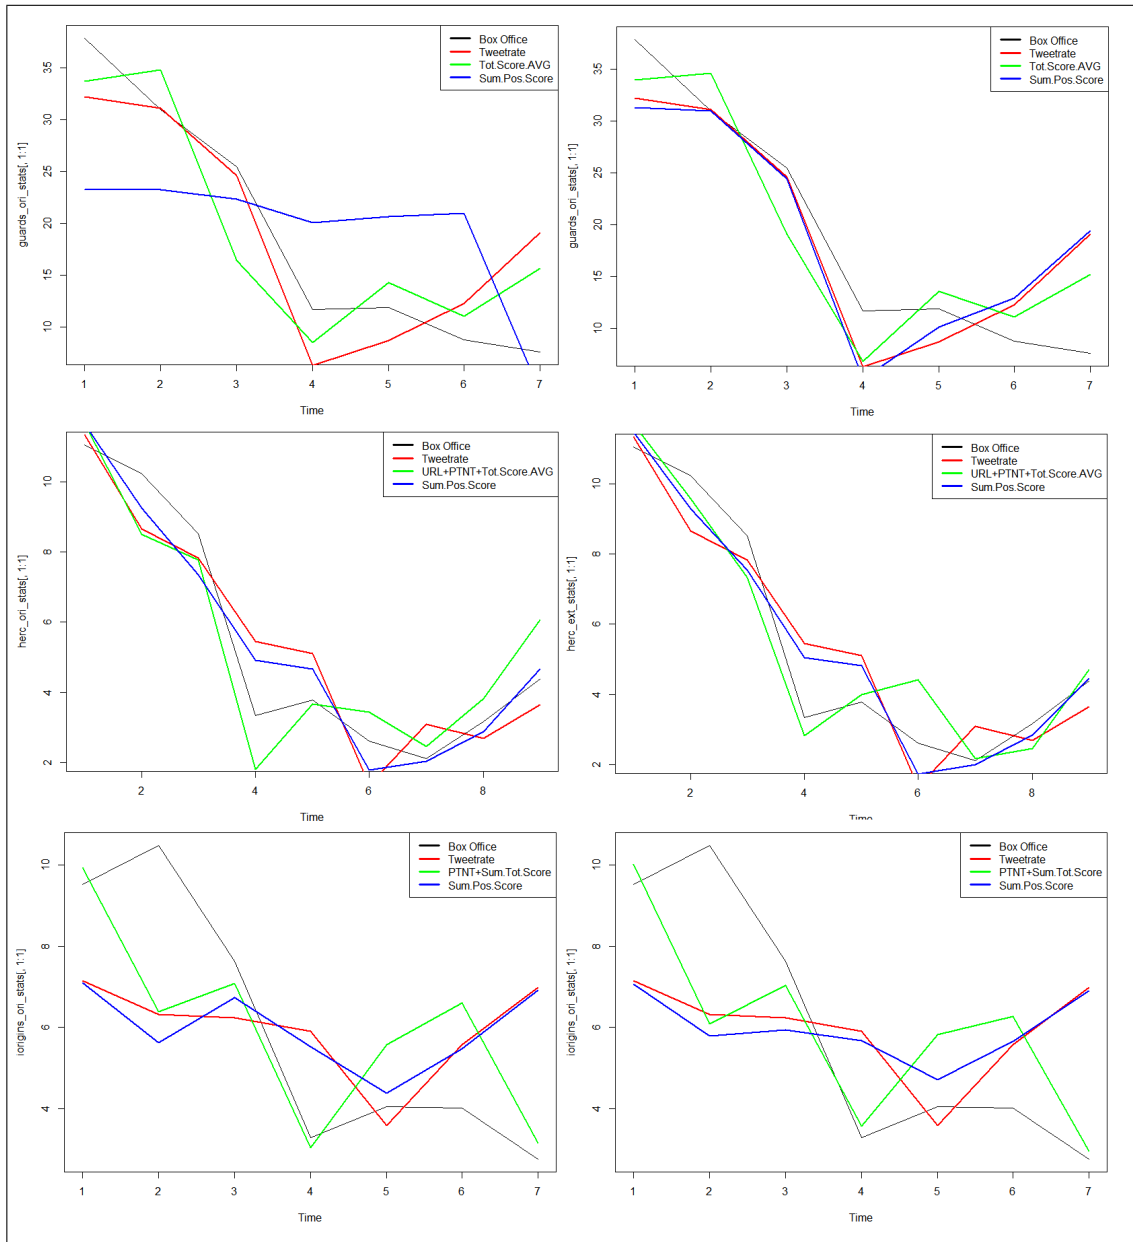 Box Office
Tweetrate
Tot.Score.AVG
Sum.Pos.Score
guards_ori_stats[, 1:1]
35
30
25
20
15
10
1 2 3 4 5 6 7
Time
Box Office
Tweetrate
Tot.Score.AVG
Sum.Pos.Score
guards_ori_stats[, 1:1]
35
30
25
20
15
10
1 2 3 4 5 6 7
Time
Box Office
Tweetrate
URL+PTNT+Tot.Score.AVG
Sum.Pos.Score
herc_ori_stats[, 1:1]
10
8
6
4
2
2 4 6 8
Time
Box Office
Tweetrate
URL+PTNT+Tot.Score.AVG
Sum.Pos.Score
herc_ext_stats[, 1:1]
10
8
6
4
2
2 4 6 8
Time
Box Office
Tweetrate
PTNT+Sum.Tot.Score
Sum.Pos.Score
iorigins_ori_stats[, 1:1]
10
8
6
4
1 2 3 4 5 6 7
Time
Box Office
Tweetrate
PTNT+Sum.Tot.Score
Sum.Pos.Score
iorigins_ori_stats[, 1:1]
10
8
6
4
1 2 3 4 5 6 7
Time